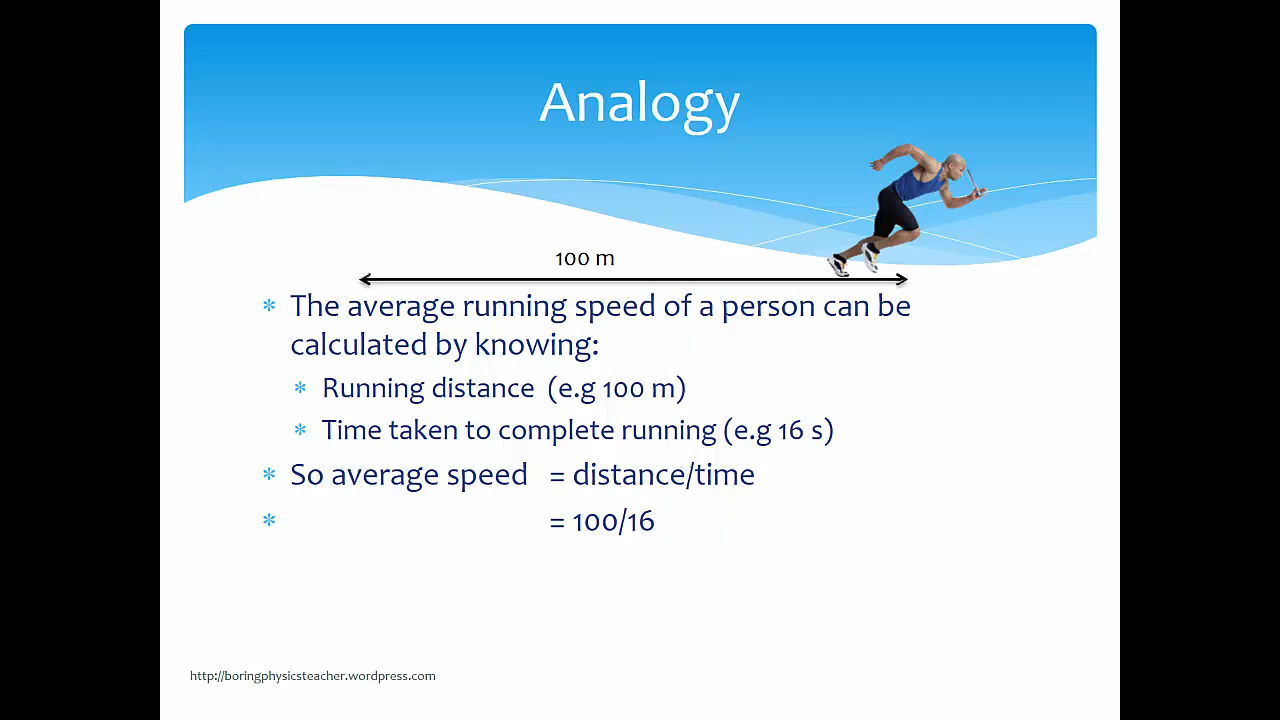 Analogy
100 m
* The average running speed of a person can be
calculated by knowing:
* Running distance (e.g 100 m)
* Time taken to complete running (e.g 16 s)
* So average speed = distance/time
* = 100/16
http://boringphysicsteacher.wordpress.com